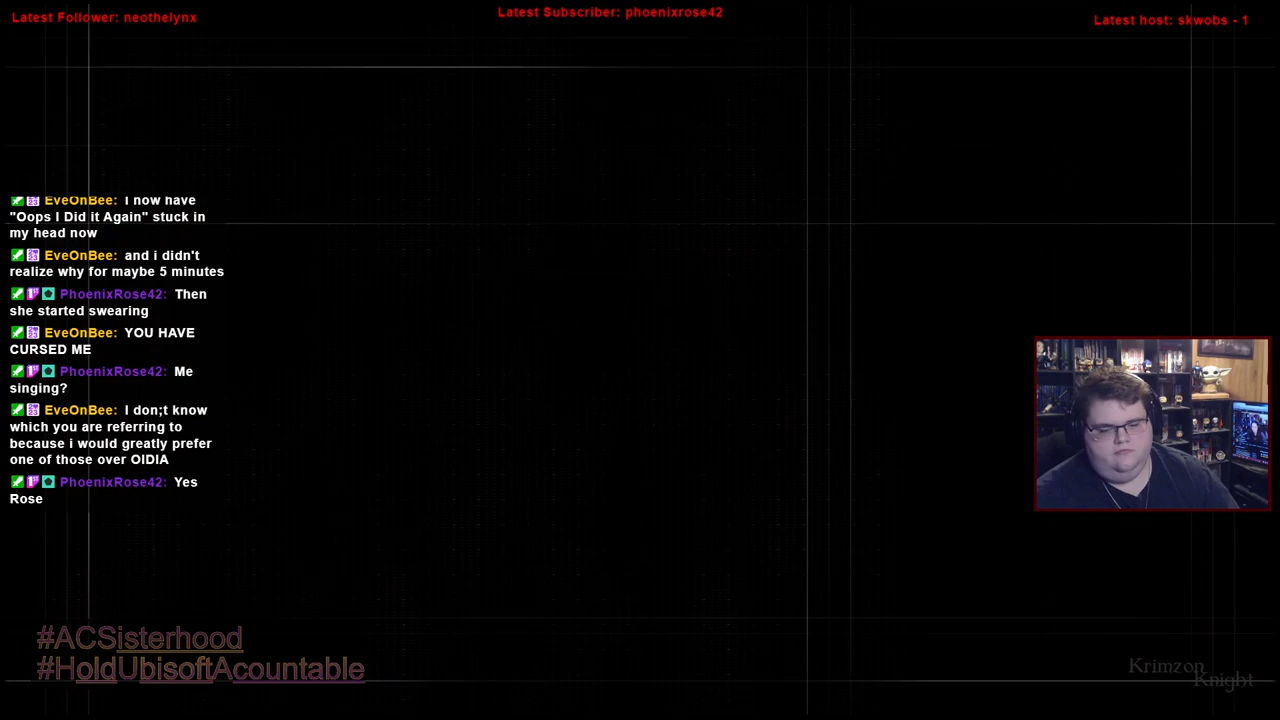 Latest Follower: neothelynx
Latest Subscriber: phoenixrose42
Latest host: skwobs - 1
EveOnBee: I now have
"Oops I Did it Again" stuck in
my head now
EveOnBee: and i didn't
realize why for maybe 5 minutes
PhoenixRose42: Then
she started swearing
EveOnBee: YOU HAVE
CURSED ME
PhoenixRose42: Me
singing?
EveOnBee: I don;t know
which you are referring to
because i would greatly prefer
one of those over OIDIA
PhoenixRose42: Yes
Rose
#ACSisterhood
#HoldUbisoftAcountable
Krimzon
Knight